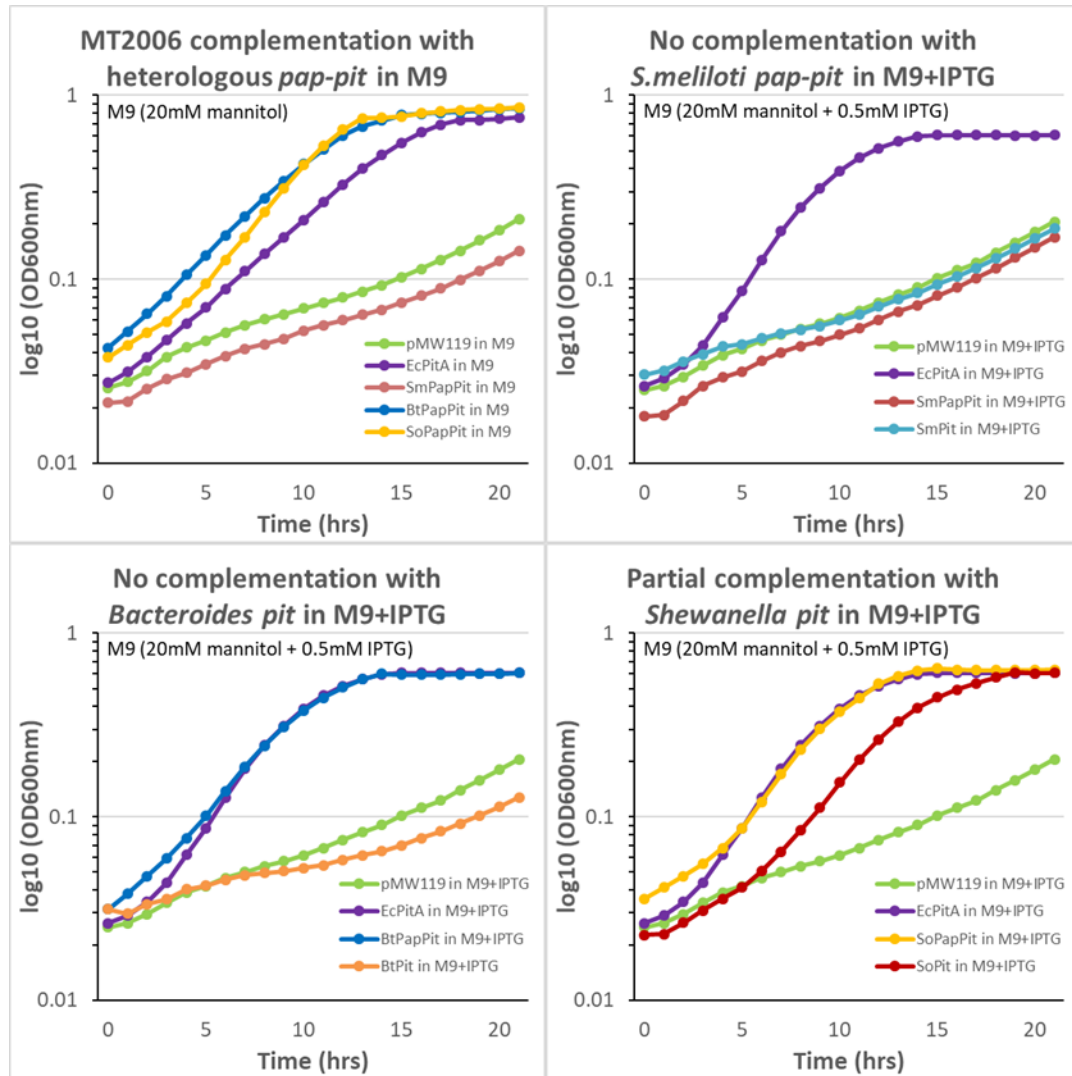 MT2006 complementation with
heterologous pap-pit in M9
M9 (20mM mannitol)
log10 (OD600nm)
1
0.1
0.01
pMW119 in M9
EcPitA in M9
SmPapPit in M9
BtPapPit in M9
SoPapPit in M9
0 5 10 15 20
Time (hrs)
No complementation with
S.meliloti pap-pit in M9+IPTG
M9 (20mM mannitol + 0.5mM IPTG)
log10 (OD600nm)
1
0.1
0.01
pMW119 in M9+IPTG
EcPitA in M9+IPTG
SmPapPit in M9+IPTG
SmPit in M9+IPTG
0 5 10 15 20
Time (hrs)
No complementation with
Bacteroides pit in M9+IPTG
M9 (20mM mannitol + 0.5mM IPTG)
log10 (OD600nm)
1
0.1
0.01
pMW119 in M9+IPTG
EcPitA in M9+IPTG
BtPapPit in M9+IPTG
BtPit in M9+IPTG
0 5 10 15 20
Time (hrs)
Partial complementation with
Shewanella pit in M9+IPTG
M9 (20mM mannitol + 0.5mM IPTG)
log10 (OD600nm)
1
0.1
0.01
pMW119 in M9+IPTG
EcPitA in M9+IPTG
SoPapPit in M9+IPTG
SoPit in M9+IPTG
0 5 10 15 20
Time (hrs)